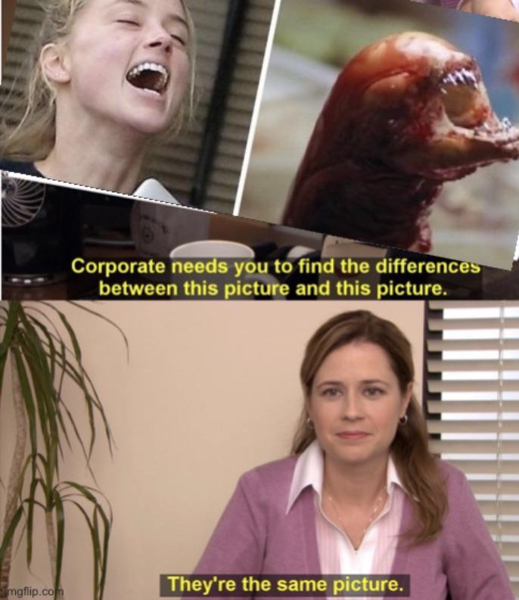 Corporate needs you to find the differences
between this picture and this picture.
They're the same picture.
imgflip.com